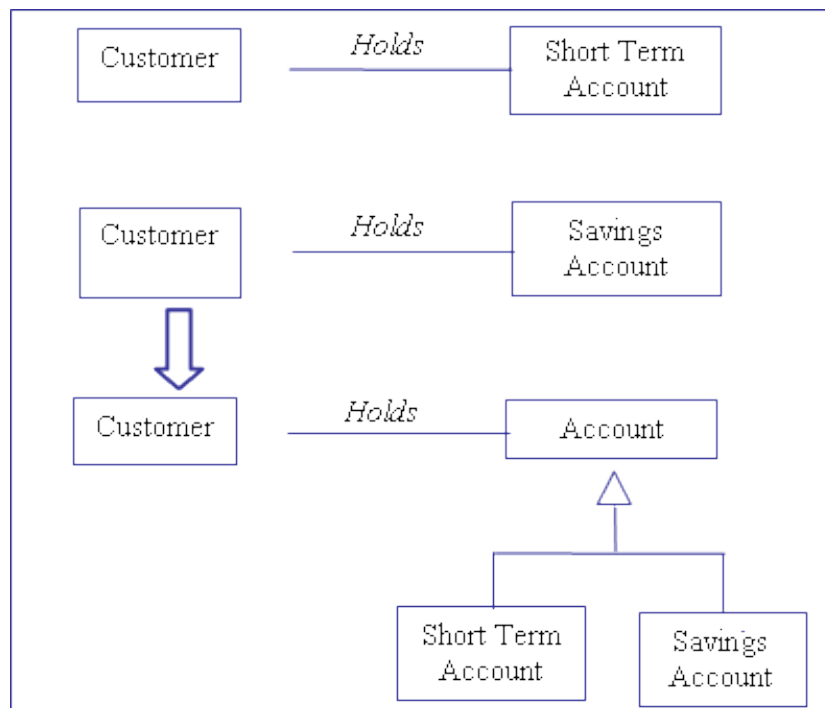 Customer
Holds
Short Term
Account
Customer
Holds
Savings
Account
Customer
Holds
Account
Short Term
Account
Savings
Account